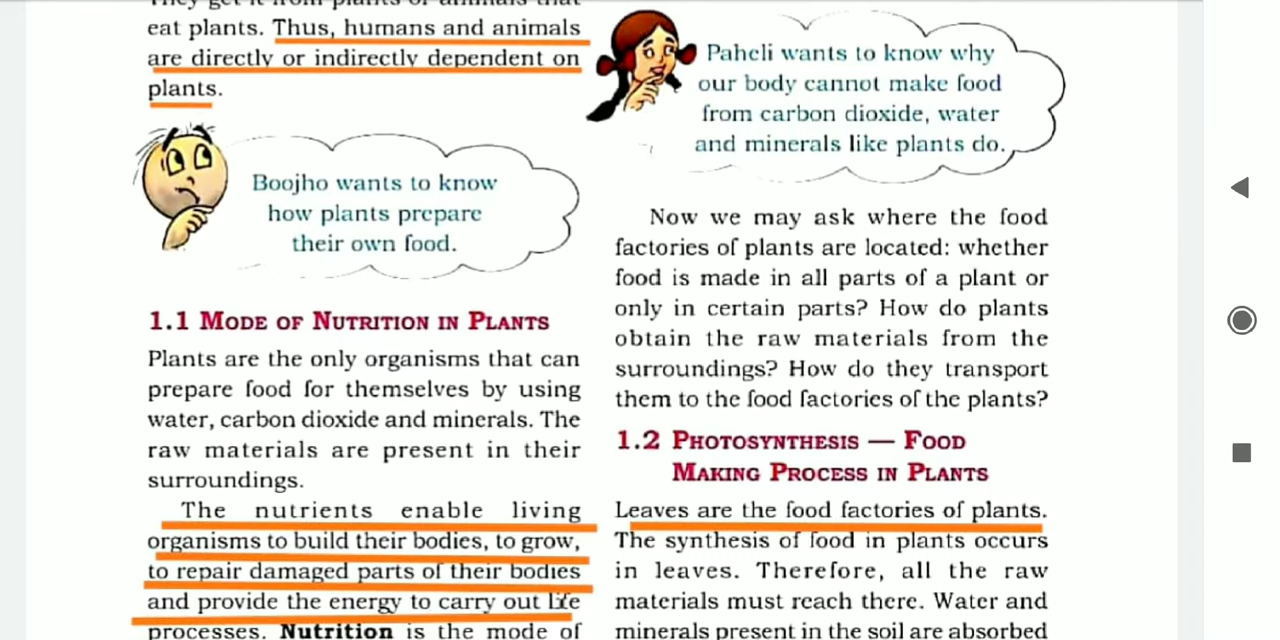 They get it from plants or animals that
eat plants. Thus, humans and animals
are directly or indirectly dependent on
plants.
Boojho wants to know
how plants prepare
their own food.
1.1 MODE OF NUTRITION IN PLANTS
Plants are the only organisms that can
prepare food for themselves by using
water, carbon dioxide and minerals. The
raw materials are present in their
surroundings.
The nutrients enable living
organisms to build their bodies, to grow,
to repair damaged parts of their bodies
and provide the energy to carry out life
processes. Nutrition is the mode of
Paheli wants to know why
our body cannot make food
from carbon dioxide, water
and minerals like plants do.
Now we may ask where the food
factories of plants are located: whether
food is made in all parts of a plant or
only in certain parts? How do plants
obtain the raw materials from the
surroundings? How do they transport
them to the food factories of the plants?
1.2 PHOTOSYNTHESIS — FOOD
MAKING PROCESS IN PLANTS
Leaves are the food factories of plants.
The synthesis of food in plants occurs
in leaves. Therefore, all the raw
materials must reach there. Water and
minerals present in the soil are absorbed